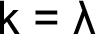 k = λ